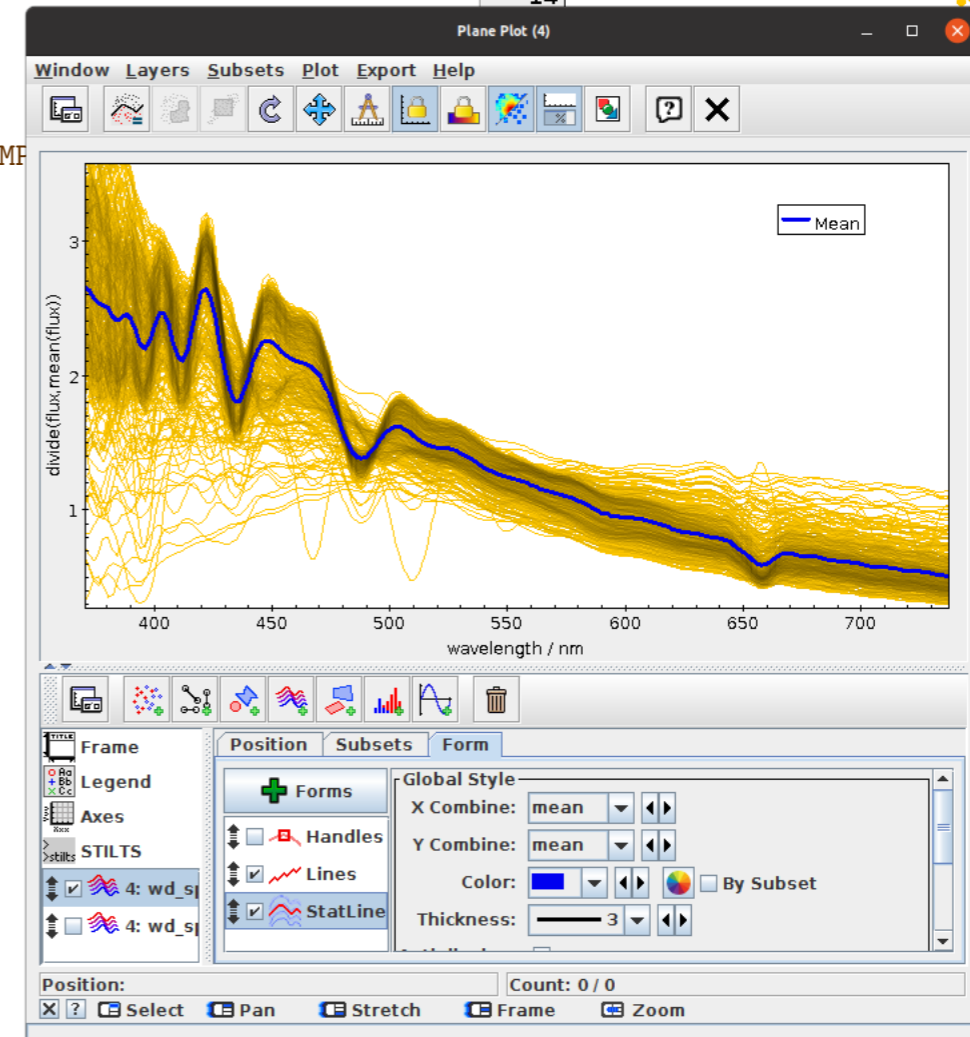 14
Plane Plot (4)
Window Layers Subsets Plot Export Help
MP
divide(flux,mean(flux))
3
2
1
Mean
400 450 500 550 600 650 700
wavelength / nm
Frame
Legend
Axes
STILTS
4: wd_sp
4: wd_sp
Position Subsets Form
Forms
Handles
Lines
StatLine
Global Style
X Combine: mean
Y Combine: mean
Color: By Subset
Thickness: 3
Position: Count: 0 / 0
Select Pan Stretch Frame Zoom